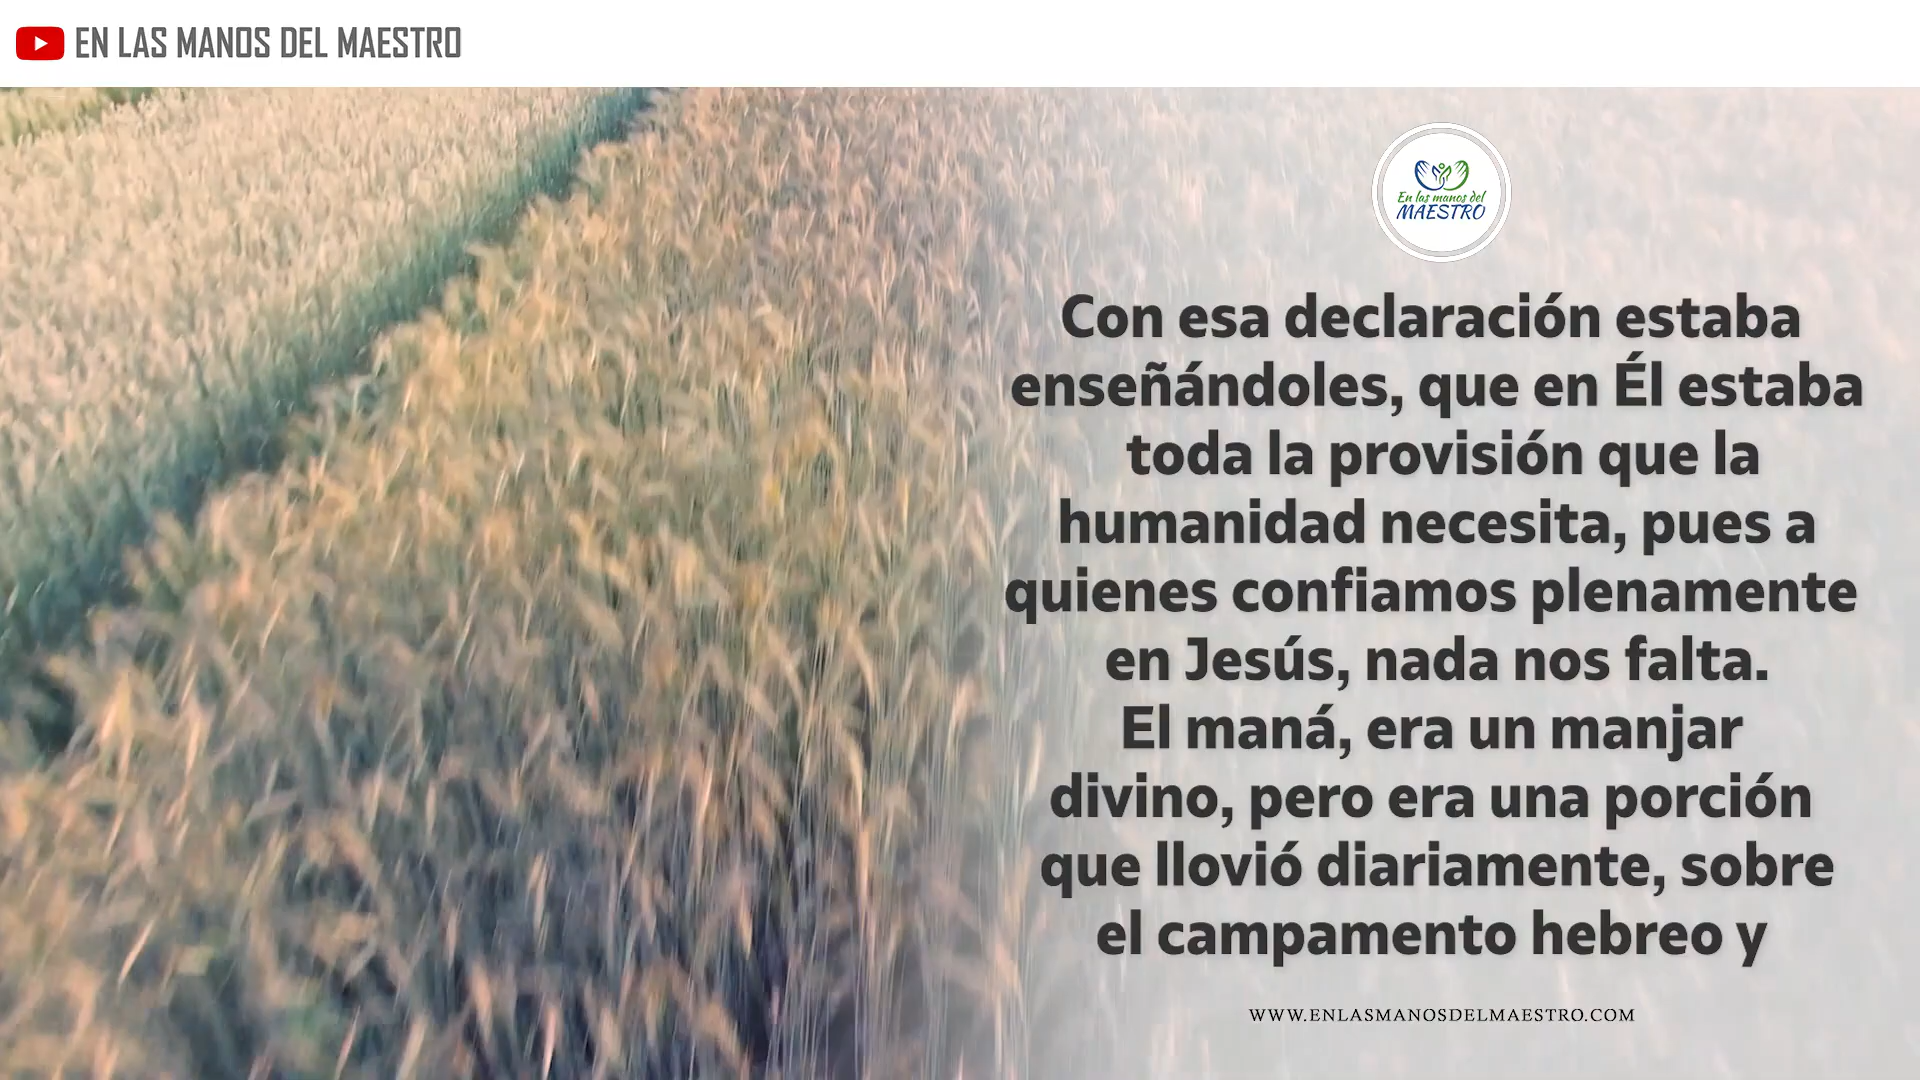 EN LAS MANOS DEL MAESTRO
En las manos del
MAESTRO
Con esa declaración estaba
enseñándoles, que en Él estaba
toda la provisión que la
humanidad necesita, pues a
quienes confiamos plenamente
en Jesús, nada nos falta.
El maná, era un manjar
divino, pero era una porción
que llovió diariamente, sobre
el campamento hebreo y
WWW.ENLASMANOSDELMAESTRO.COM